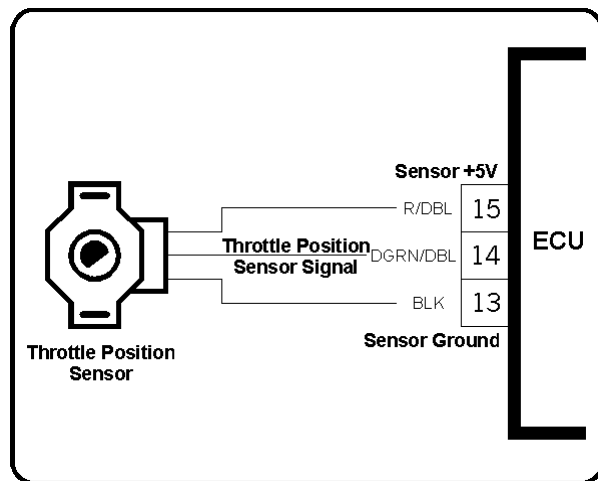 Sensor +5V
R/DBL 15
Throttle Position
Sensor Signal
DGRN/DBL 14
ECU
BLK 13
Sensor Ground
Throttle Position
Sensor